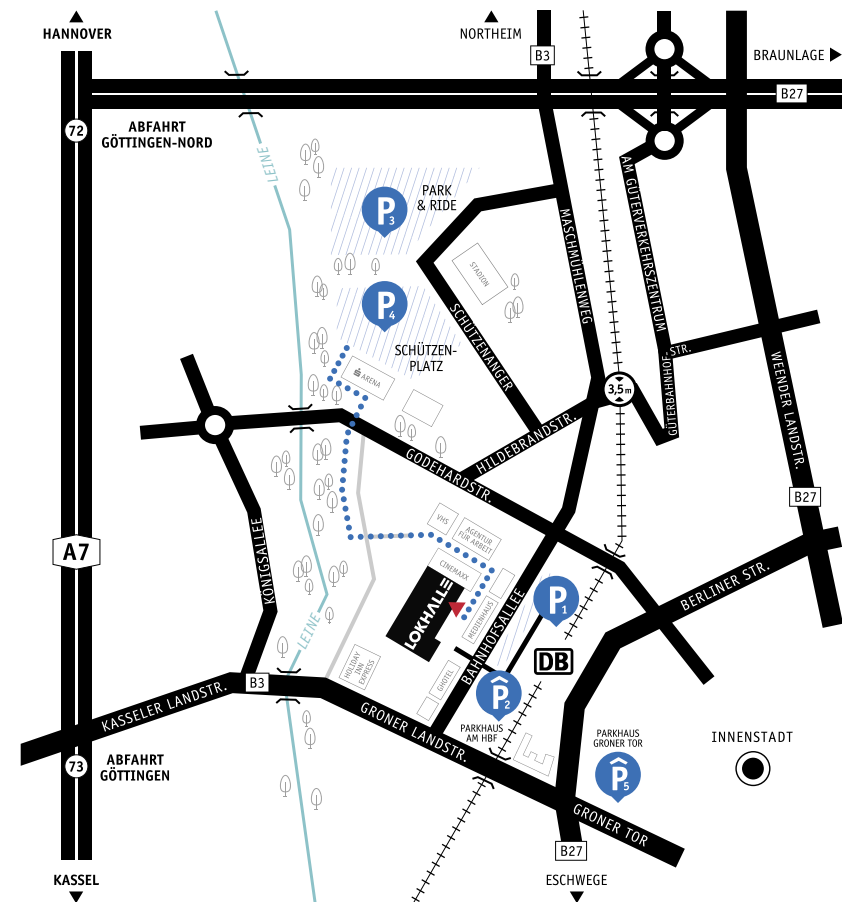 HANNOVER
NORTHEIM
B3
BRAUNLAGE
B27
72
ABFAHRT
GÖTTINGEN-NORD
LEINE
PARK
& RIDE
P3
AM GÜTERVERKEHRSZENTRUM
MASCHMÜHLENWEG
STADION
P4
SCHÜTZENANGER
SCHÜTZEN-
PLATZ
GÜTERBAHNHOF-
STR.
WEENDER LANDSTR.
ARENA
3,5 m
HILDEBRANDSTR.
GODEHARDSTR.
B27
A7
KÖNIGSALLEE
VHS
AGENTUR
FÜR ARBEIT
CINEMAXX
LOKHALLE
MEDIENHAUS
BAHNHOFSALLEE
P1
BERLINER STR.
LEINE
HOLIDAY
INN
EXPRESS
GHOTEL
DB
P2
B3
KASSELER LANDSTR.
GRONER LANDSTR.
PARKHAUS
AM HBF
PARKHAUS
GRONER TOR
P5
INNENSTADT
73
ABFAHRT
GÖTTINGEN
GRONER TOR
B27
KASSEL
ESCHWEGE